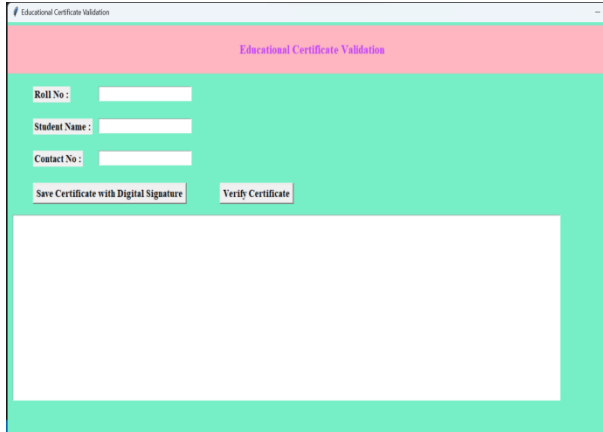 Educational Certificate Validation
Educational Certificate Validation
Roll No :
Student Name :
Contact No :
Save Certificate with Digital Signature Verify Certificate